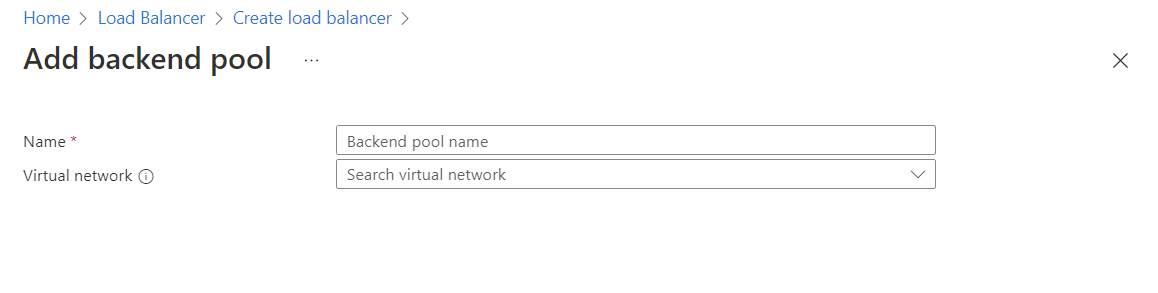 Home > Load Balancer > Create load balancer >
Add backend pool ...
Name * Backend pool name
Virtual network Search virtual network